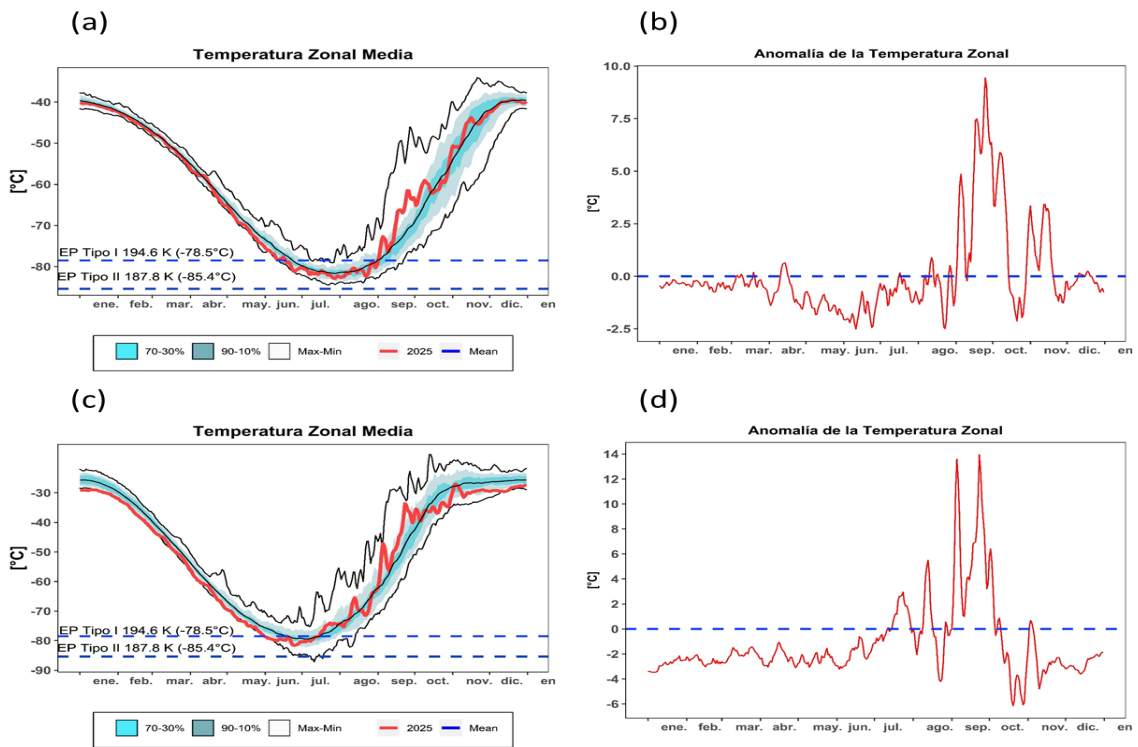 (a)
Temperatura Zonal Media
[°C]
-40
-50
-60
-70
-80
EP Tipo I 194.6 K (-78.5°C)
EP Tipo II 187.8 K (-85.4°C)
ene. feb. mar. abr. may. jun. jul. ago. sep. oct. nov. dic. en
70-30% 90-10% Max-Min 2025 Mean
(b)
Anomalía de la Temperatura Zonal
[°C]
10.0
7.5
5.0
2.5
0.0
-2.5
ene. feb. mar. abr. may. jun. jul. ago. sep. oct. nov. dic. en
(c)
Temperatura Zonal Media
[°C]
-30
-40
-50
-60
-70
-80
-90
EP Tipo I 194.6 K (-78.5°C)
EP Tipo II 187.8 K (-85.4°C)
ene. feb. mar. abr. may. jun. jul. ago. sep. oct. nov. dic. en
70-30% 90-10% Max-Min 2025 Mean
(d)
Anomalía de la Temperatura Zonal
[°C]
14
12
10
8
6
4
2
0
-2
-4
-6
ene. feb. mar. abr. may. jun. jul. ago. sep. oct. nov. dic. en